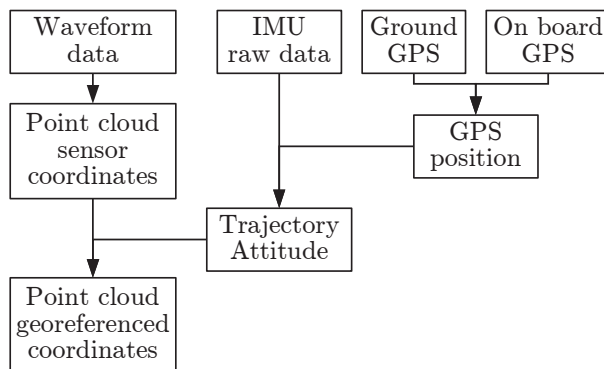 Waveform
data
IMU
raw data
Ground
GPS
On board
GPS
Point cloud
sensor
coordinates
GPS
position
Trajectory
Attitude
Point cloud
georeferenced
coordinates